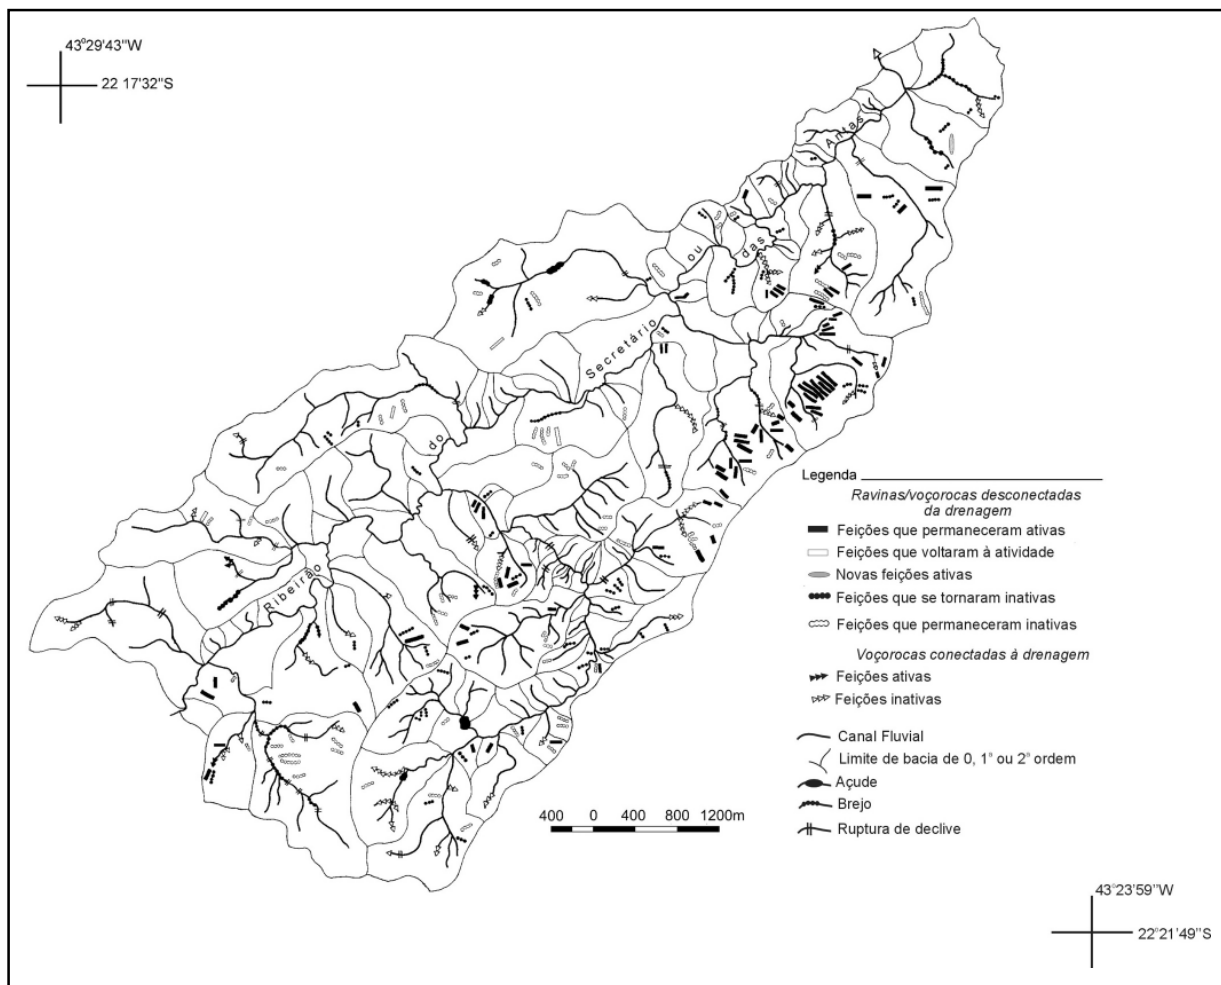 43°29'43"W
22 17'32"S
Antas
das
ou
Secretário
do
Ribeirão
Legenda
Ravinas/voçorocas desconectadas
da drenagem
Feições que permaneceram ativas
Feições que voltaram à atividade
Novas feições ativas
Feições que se tornaram inativas
Feições que permaneceram inativas
Voçorocas conectadas à drenagem
Feições ativas
Feições inativas
Canal Fluvial
Limite de bacia de 0, 1° ou 2° ordem
Açude
Brejo
Ruptura de declive
400 0 400 800 1200m
43°23'59"W
22°21'49"S